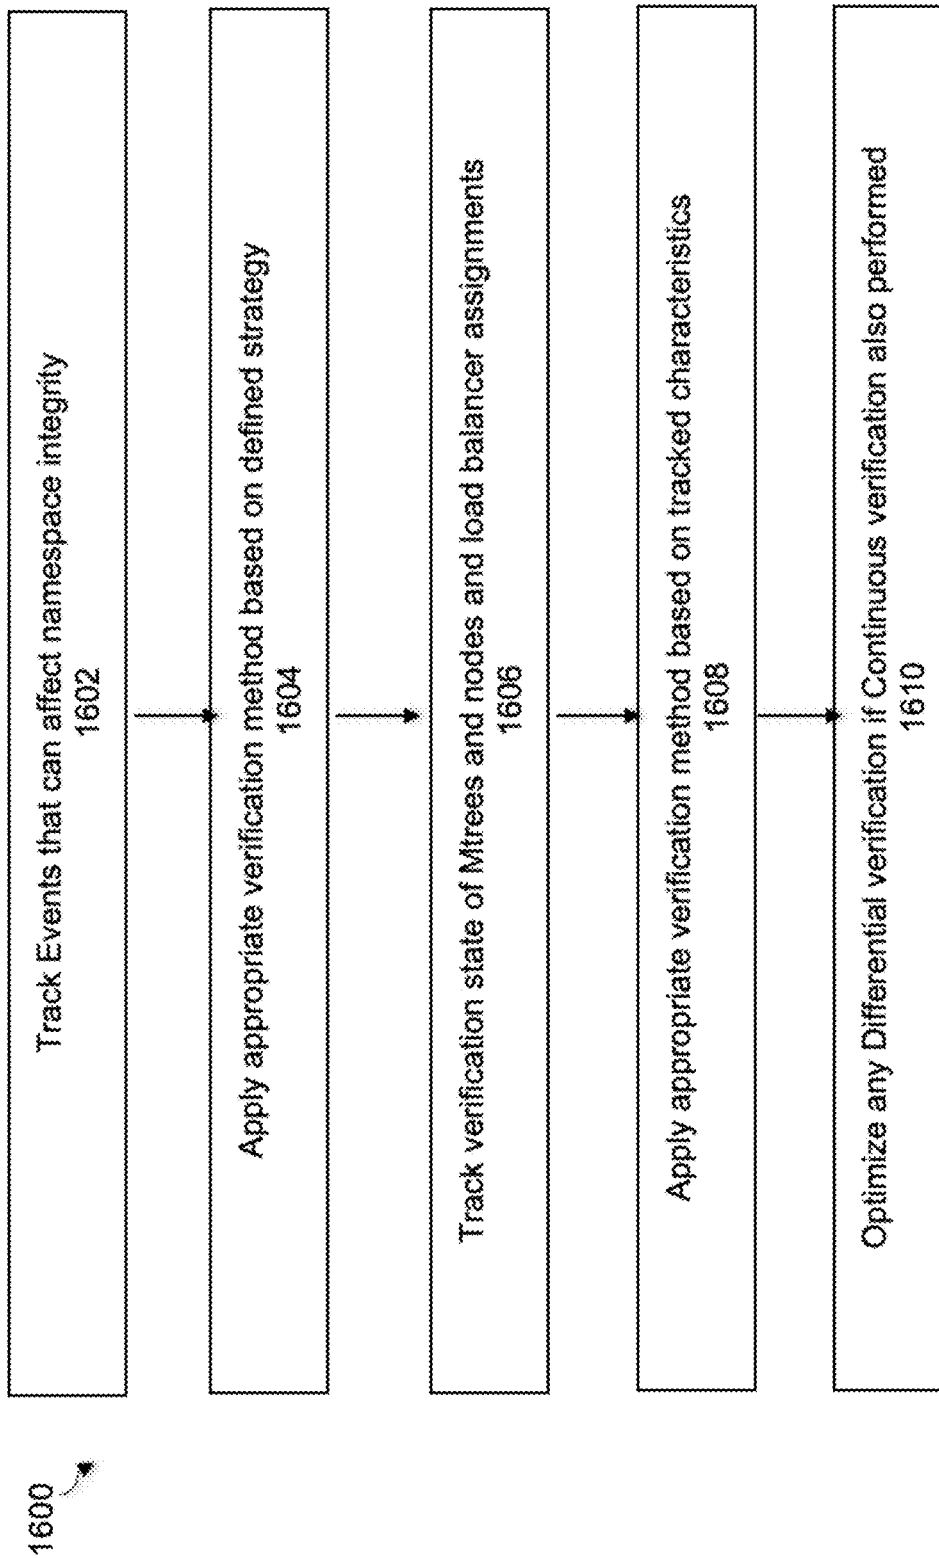 1600
Track Events that can affect namespace integrity
1602
Apply appropriate verification method based on defined strategy
1604
Track verification state of Mtrees and nodes and load balancer assignments
1606
Apply appropriate verification method based on tracked characteristics
1608
Optimize any Differential verification if Continuous verification also performed
1610